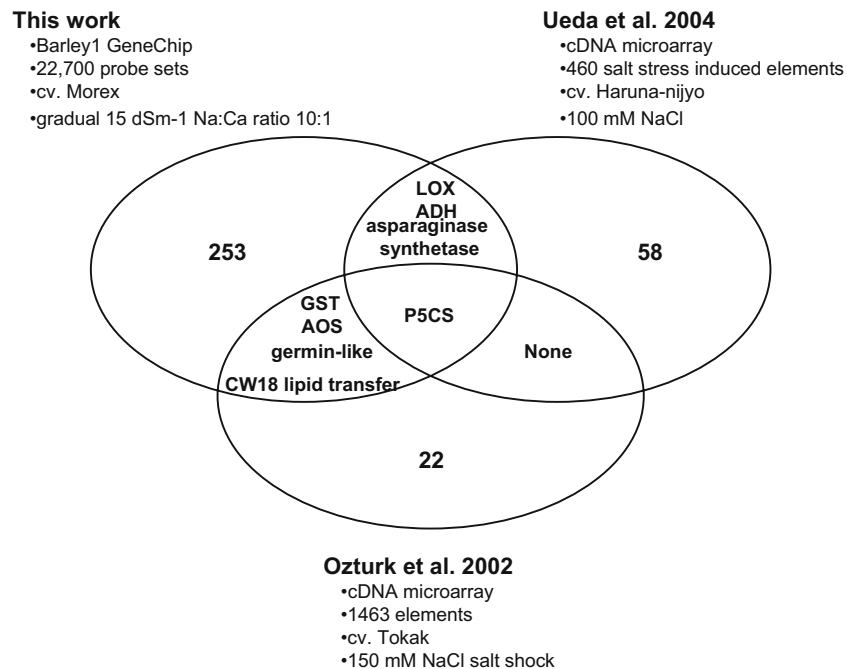 This work
•Barley1 GeneChip
•22,700 probe sets
•cv. Morex
•gradual 15 dSm-1 Na:Ca ratio 10:1
Ueda et al. 2004
•cDNA microarray
•460 salt stress induced elements
•cv. Haruna-nijyo
•100 mM NaCl
LOX
ADH
asparaginase
synthetase
253
58
GST
AOS
germin-like
CW18 lipid transfer
P5CS
None
22
Ozturk et al. 2002
•cDNA microarray
•1463 elements
•cv. Tokak
•150 mM NaCl salt shock